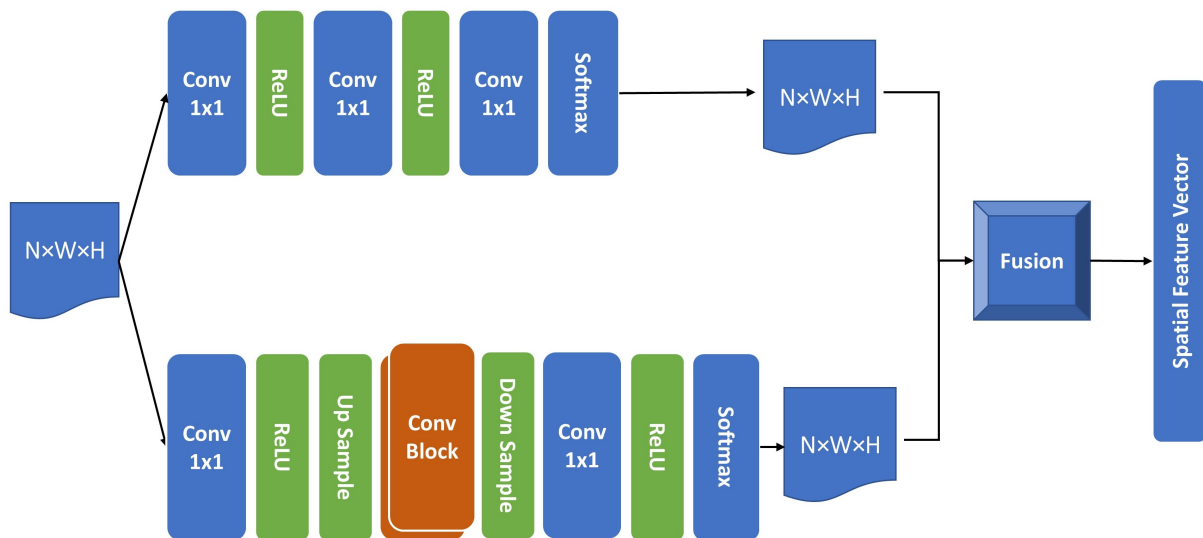 N×W×H
Conv
1x1
ReLU
Conv
1x1
ReLU
Conv
1x1
Softmax
N×W×H
Conv
1x1
ReLU
Up Sample
Conv
Block
Down Sample
Conv
1x1
ReLU
Softmax
N×W×H
Fusion
Spatial Feature Vector